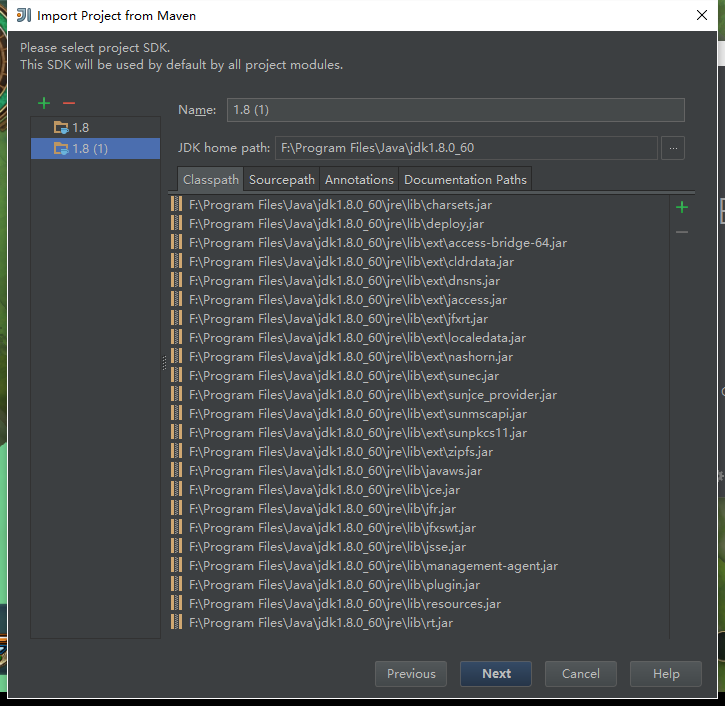 Import Project from Maven
Please select project SDK.
This SDK will be used by default by all project modules.
1.8
1.8 (1)
Name: 1.8 (1)
JDK home path: F:\Program Files\Java\jdk1.8.0_60 ...
Classpath Sourcepath Annotations Documentation Paths
F:\Program Files\Java\jdk1.8.0_60\jre\lib\charsets.jar
F:\Program Files\Java\jdk1.8.0_60\jre\lib\deploy.jar
F:\Program Files\Java\jdk1.8.0_60\jre\lib\ext\access-bridge-64.jar
F:\Program Files\Java\jdk1.8.0_60\jre\lib\ext\cldrdata.jar
F:\Program Files\Java\jdk1.8.0_60\jre\lib\ext\dnsns.jar
F:\Program Files\Java\jdk1.8.0_60\jre\lib\ext\jaccess.jar
F:\Program Files\Java\jdk1.8.0_60\jre\lib\ext\jfxrt.jar
F:\Program Files\Java\jdk1.8.0_60\jre\lib\ext\localedata.jar
F:\Program Files\Java\jdk1.8.0_60\jre\lib\ext\nashorn.jar
F:\Program Files\Java\jdk1.8.0_60\jre\lib\ext\sunec.jar
F:\Program Files\Java\jdk1.8.0_60\jre\lib\ext\sunjce_provider.jar
F:\Program Files\Java\jdk1.8.0_60\jre\lib\ext\sunmscapi.jar
F:\Program Files\Java\jdk1.8.0_60\jre\lib\ext\sunpkcs11.jar
F:\Program Files\Java\jdk1.8.0_60\jre\lib\ext\zipfs.jar
F:\Program Files\Java\jdk1.8.0_60\jre\lib\javaws.jar
F:\Program Files\Java\jdk1.8.0_60\jre\lib\jce.jar
F:\Program Files\Java\jdk1.8.0_60\jre\lib\jfr.jar
F:\Program Files\Java\jdk1.8.0_60\jre\lib\jfxswt.jar
F:\Program Files\Java\jdk1.8.0_60\jre\lib\jsse.jar
F:\Program Files\Java\jdk1.8.0_60\jre\lib\management-agent.jar
F:\Program Files\Java\jdk1.8.0_60\jre\lib\plugin.jar
F:\Program Files\Java\jdk1.8.0_60\jre\lib\resources.jar
F:\Program Files\Java\jdk1.8.0_60\jre\lib\rt.jar
Previous Next Cancel Help